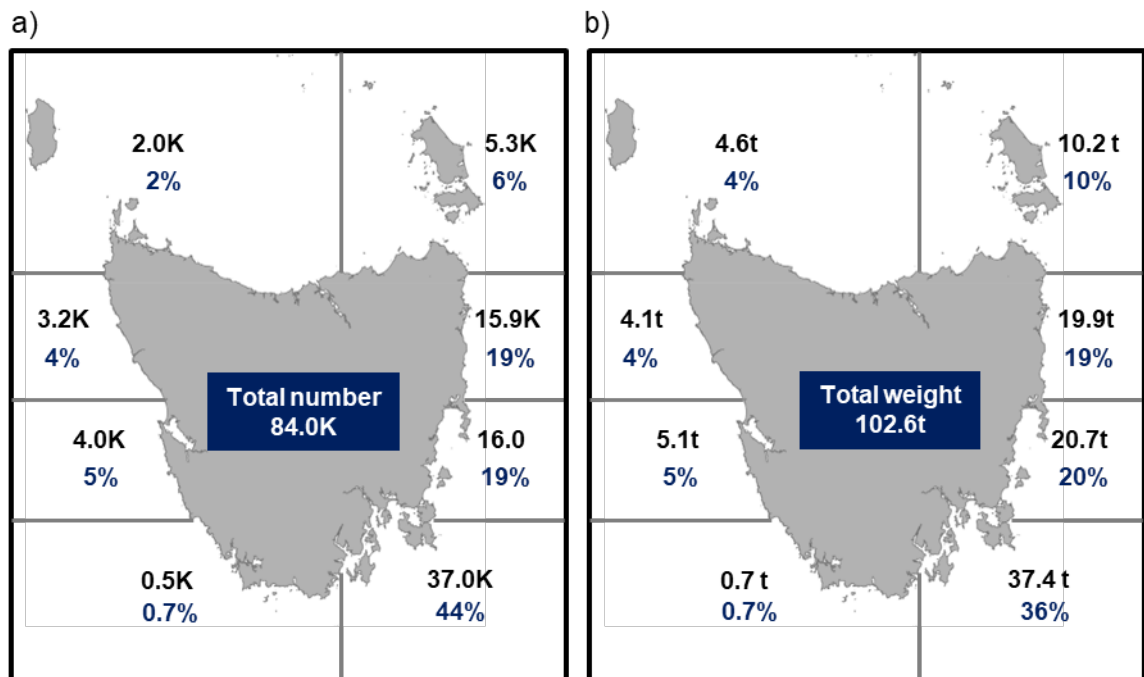 a)
2.0K
2%
5.3K
6%
3.2K
4%
15.9K
19%
Total number
84.0K
4.0K
5%
16.0
19%
0.5K
0.7%
37.0K
44%
b)
4.6t
4%
10.2 t
10%
4.1t
4%
19.9t
19%
Total weight
102.6t
5.1t
5%
20.7t
20%
0.7 t
0.7%
37.4 t
36%